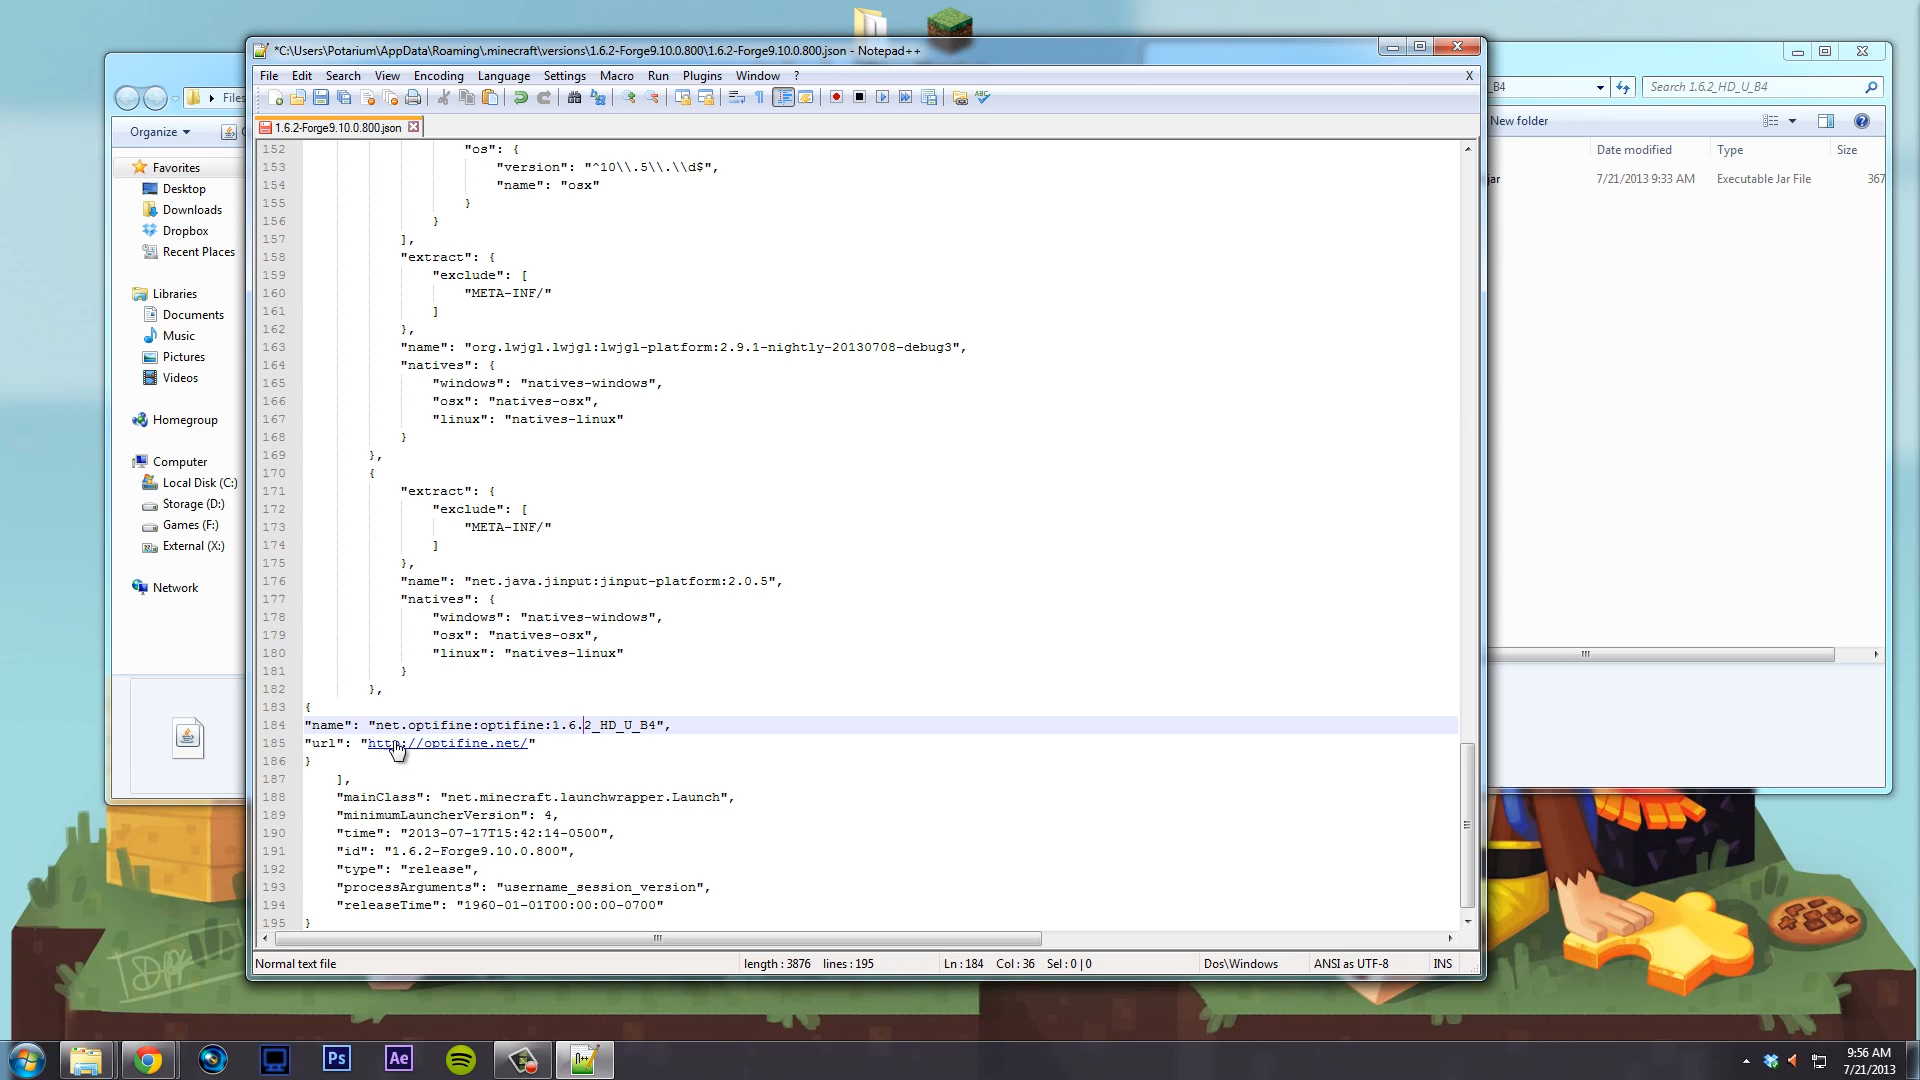 *C:\Users\Potarium\AppData\Roaming\.minecraft\versions\1.6.2-Forge9.10.0.800\1.6.2-Forge9.10.0.800.json - Notepad++
File Edit Search View Encoding Language Settings Macro Run Plugins Window ? X
1.6.2-Forge9.10.0.800.json
Files
Organize
Favorites
Desktop
Downloads
Dropbox
Recent Places
Libraries
Documents
Music
Pictures
Videos
Homegroup
Computer
Local Disk (C:)
Storage (D:)
Games (F:)
External (X:)
Network
152 "os": {
153 "version": "^10\\.5\\.\\d$",
154 "name": "osx"
155 }
156 }
157 ],
158 "extract": {
159 "exclude": [
160 "META-INF/"
161 ]
162 },
163 "name": "org.lwjgl.lwjgl:lwjgl-platform:2.9.1-nightly-20130708-debug3",
164 "natives": {
165 "windows": "natives-windows",
166 "osx": "natives-osx",
167 "linux": "natives-linux"
168 }
169 },
170 {
171 "extract": {
172 "exclude": [
173 "META-INF/"
174 ]
175 },
176 "name": "net.java.jinput:jinput-platform:2.0.5",
177 "natives": {
178 "windows": "natives-windows",
179 "osx": "natives-osx",
180 "linux": "natives-linux"
181 }
182 },
183 {
184 "name": "net.optifine:optifine:1.6.2_HD_U_B4",
185 "url": "http://optifine.net/"
186 }
187 ],
188 "mainClass": "net.minecraft.launchwrapper.Launch",
189 "minimumLauncherVersion": 4,
190 "time": "2013-07-17T15:42:14-0500",
191 "id": "1.6.2-Forge9.10.0.800",
192 "type": "release",
193 "processArguments": "username_session_version",
194 "releaseTime": "1960-01-01T00:00:00-0700"
195 }
Normal text file length : 3876 lines : 195 Ln : 184 Col : 36 Sel : 0 | 0 Dos\Windows ANSI as UTF-8 INS
_B4 Search 1.6.2_HD_U_B4
New folder
Date modified Type Size
jar 7/21/2013 9:33 AM Executable Jar File 367
Ps Ae
9:56 AM
7/21/2013